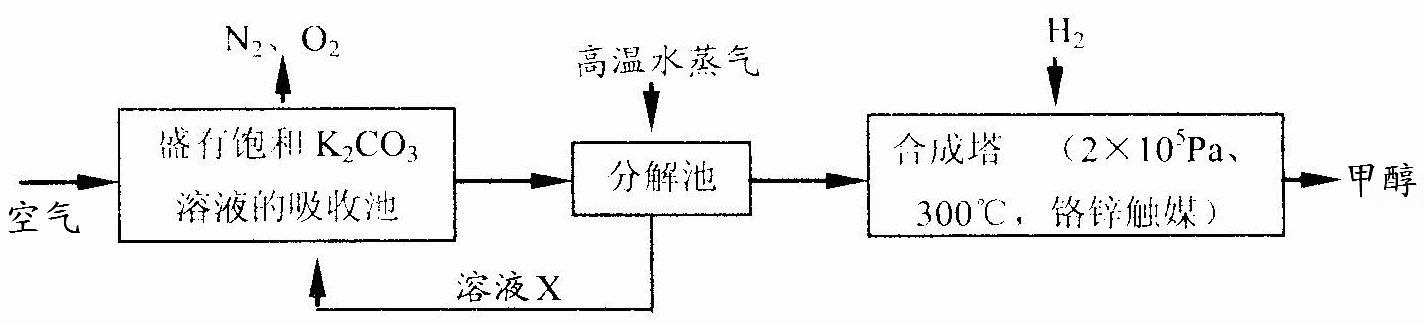 N₂、O₂
高温水蒸气
H₂
空气
盛有饱和K₂CO₃
溶液的吸收池
分解池
合成塔 （2×10⁵Pa、
300℃，铬锌触媒）
甲醇
溶液X